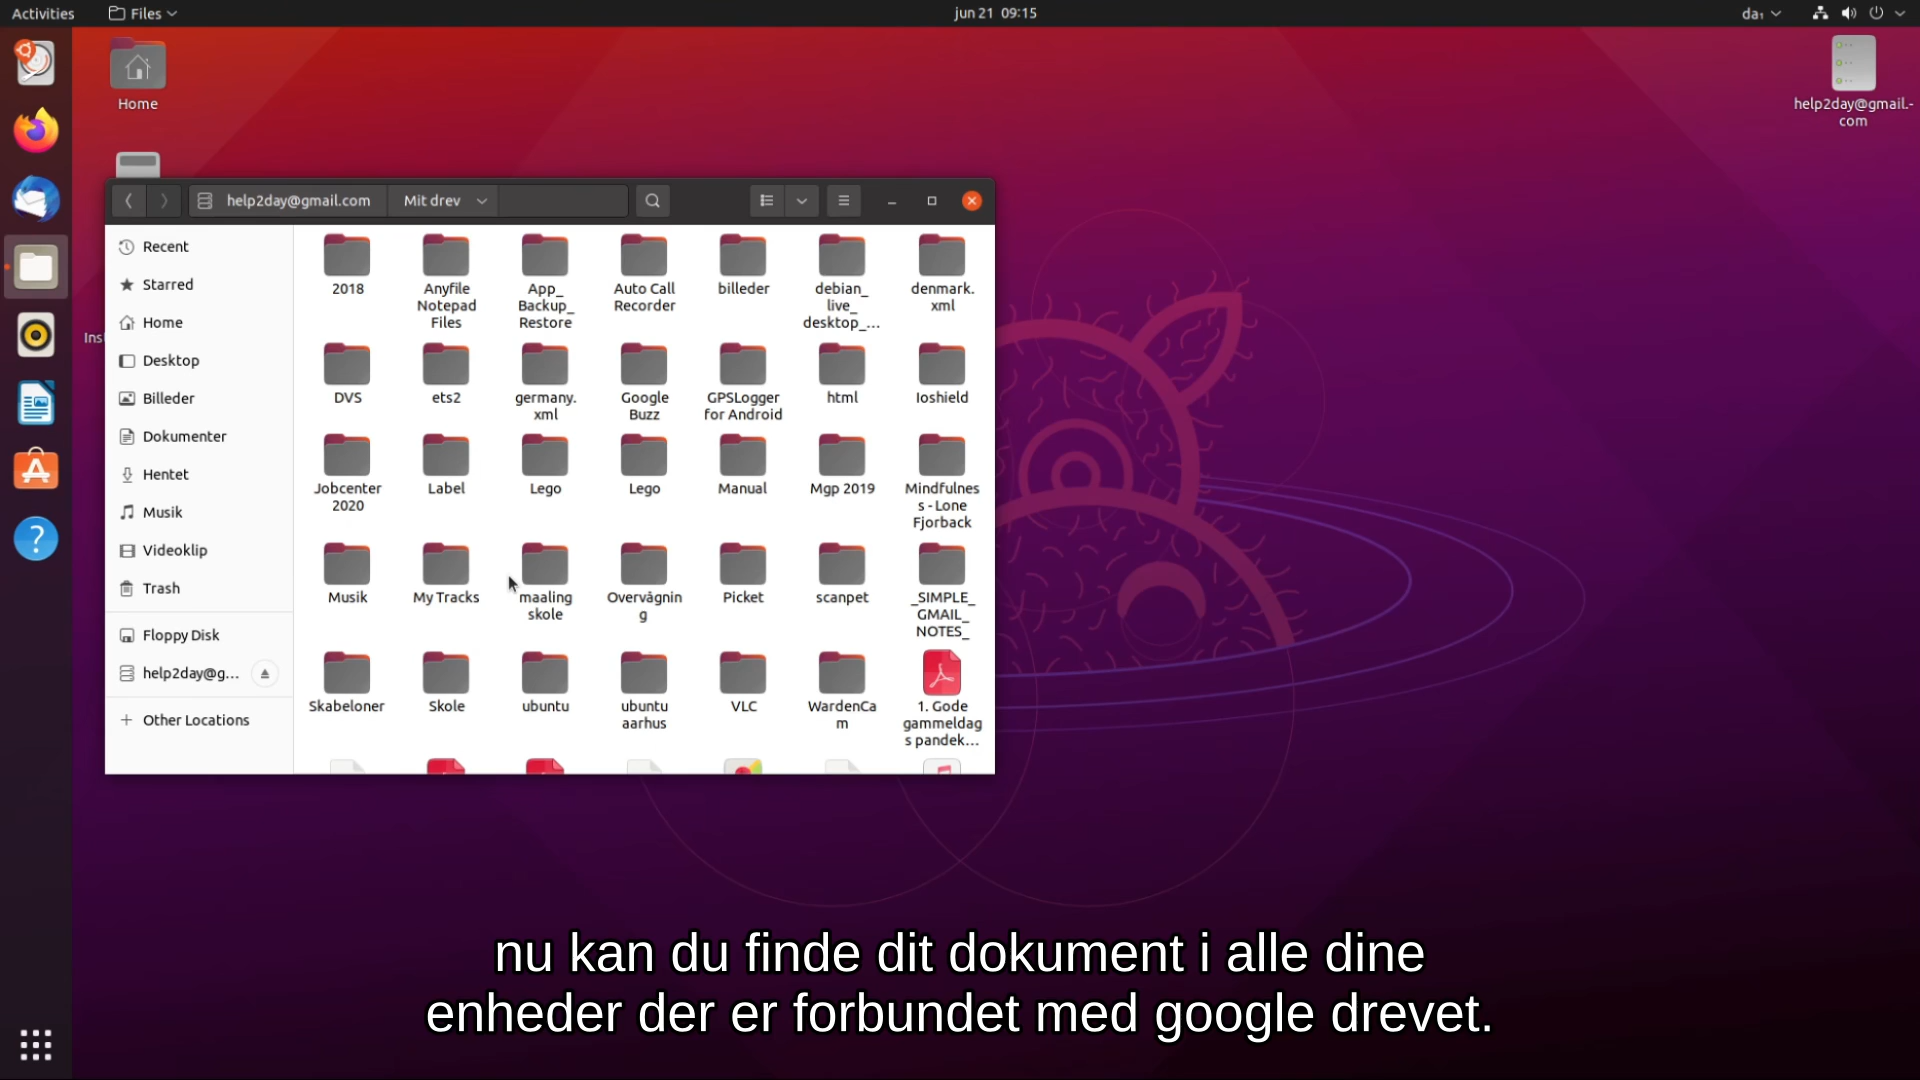 Activities
Files
jun 21 09:15
da₁
Home
help2day@gmail.-
com
Ins
help2day@gmail.com
Mit drev
Recent
Starred
Home
Desktop
Billeder
Dokumenter
Hentet
Musik
Videoklip
Trash
Floppy Disk
help2day@g...
Other Locations
2018
Anyfile
Notepad
Files
App_
Backup_
Restore
Auto Call
Recorder
billeder
debian_
live_
desktop_...
denmark.
xml
DVS
ets2
germany.
xml
Google
Buzz
GPSLogger
for Android
html
Ioshield
Jobcenter
2020
Label
Lego
Lego
Manual
Mgp 2019
Mindfulnes
s - Lone
Fjorback
Musik
My Tracks
maaling
skole
Overvågnin
g
Picket
scanpet
_SIMPLE_
GMAIL_
NOTES_
Skabeloner
Skole
ubuntu
ubuntu
aarhus
VLC
WardenCa
m
1. Gode
gammeldag
s pandek...
nu kan du finde dit dokument i alle dine
enheder der er forbundet med google drevet.